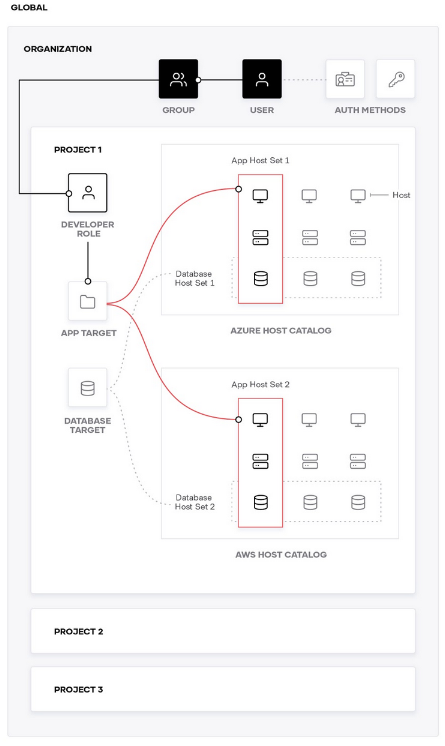 GLOBAL
ORGANIZATION
GROUP
USER
AUTH METHODS
PROJECT 1
App Host Set 1
Host
DEVELOPER
ROLE
Database
Host Set 1
APP TARGET
AZURE HOST CATALOG
App Host Set 2
DATABASE
TARGET
Database
Host Set 2
AWS HOST CATALOG
PROJECT 2
PROJECT 3